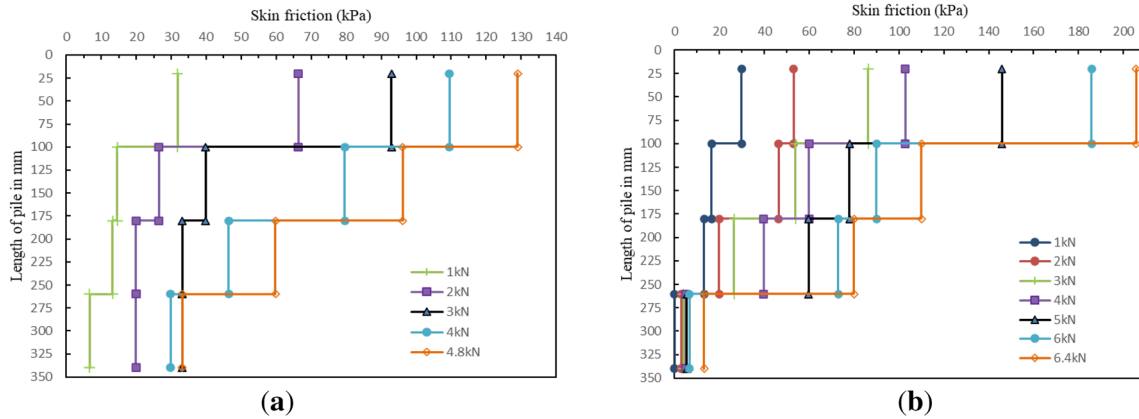 Skin friction (kPa)
0 10 20 30 40 50 60 70 80 90 100 110 120 130 140
Length of pile in mm
0
25
50
75
100
125
150
175
200
225
250
275
300
325
350
1kN
2kN
3kN
4kN
4.8kN
(a)
Skin friction (kPa)
0 20 40 60 80 100 120 140 160 180 200
Length of pile in mm
0
25
50
75
100
125
150
175
200
225
250
275
300
325
350
1kN
2kN
3kN
4kN
5kN
6kN
6.4kN
(b)